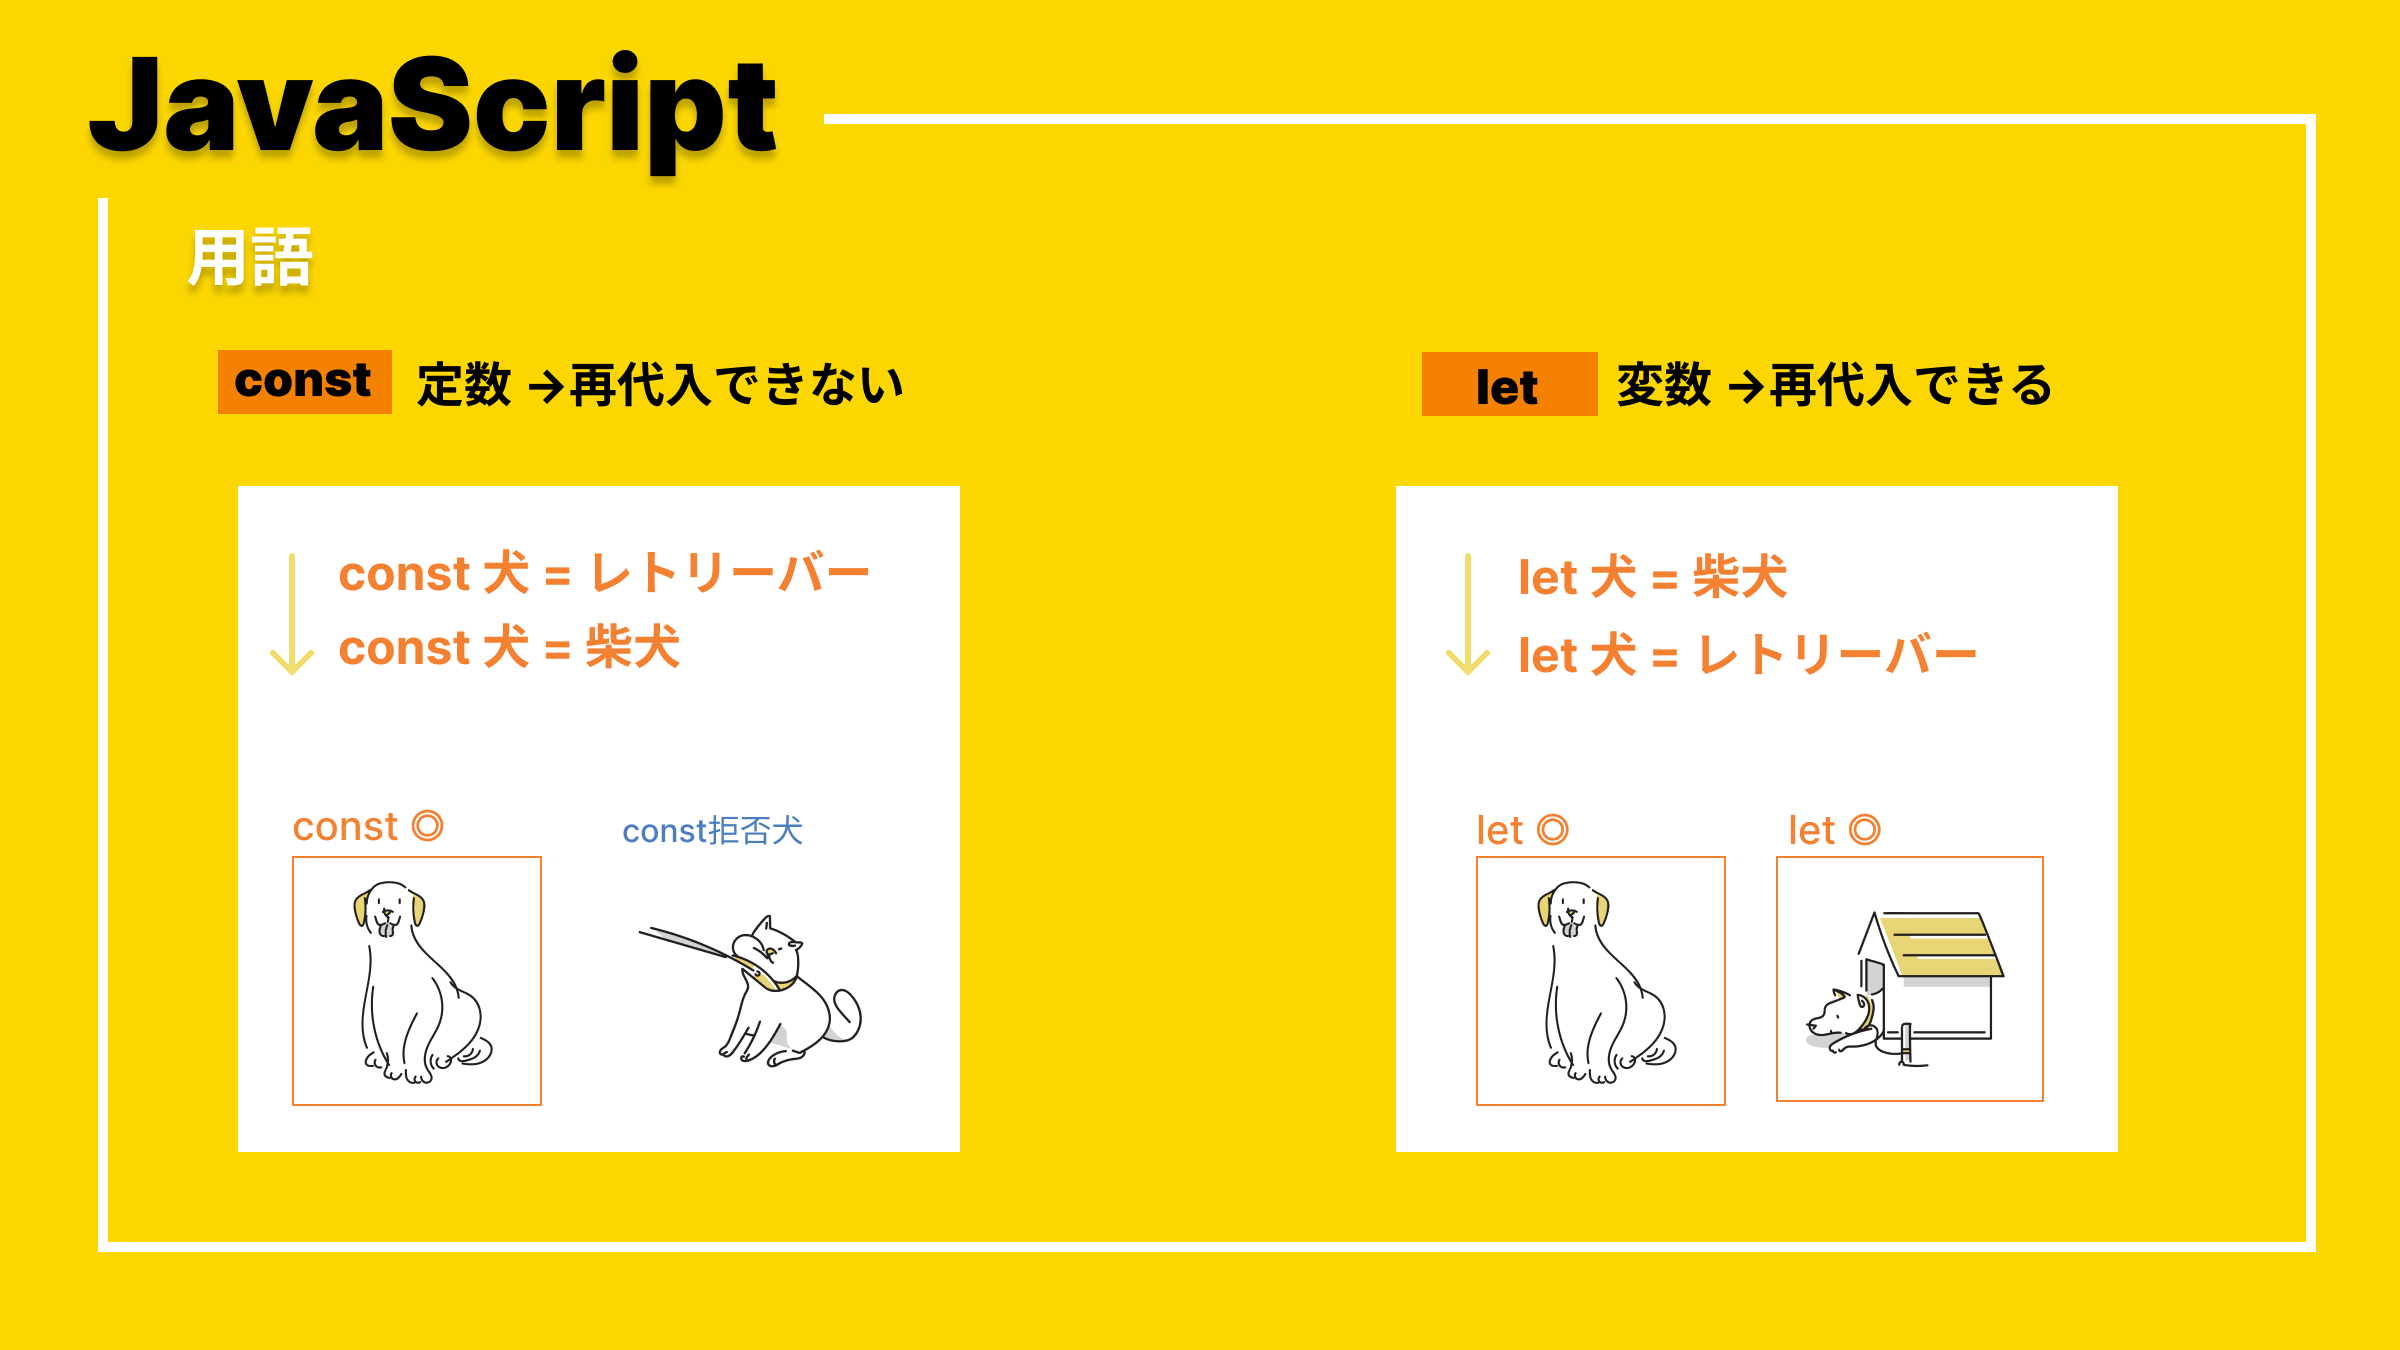 JavaScript
用語
const 定数 →再代入できない
const 犬 = レトリーバー
const 犬 = 柴犬
const ◎
const拒否犬
let 変数 →再代入できる
let 犬 = 柴犬
let 犬 = レトリーバー
let ◎
let ◎